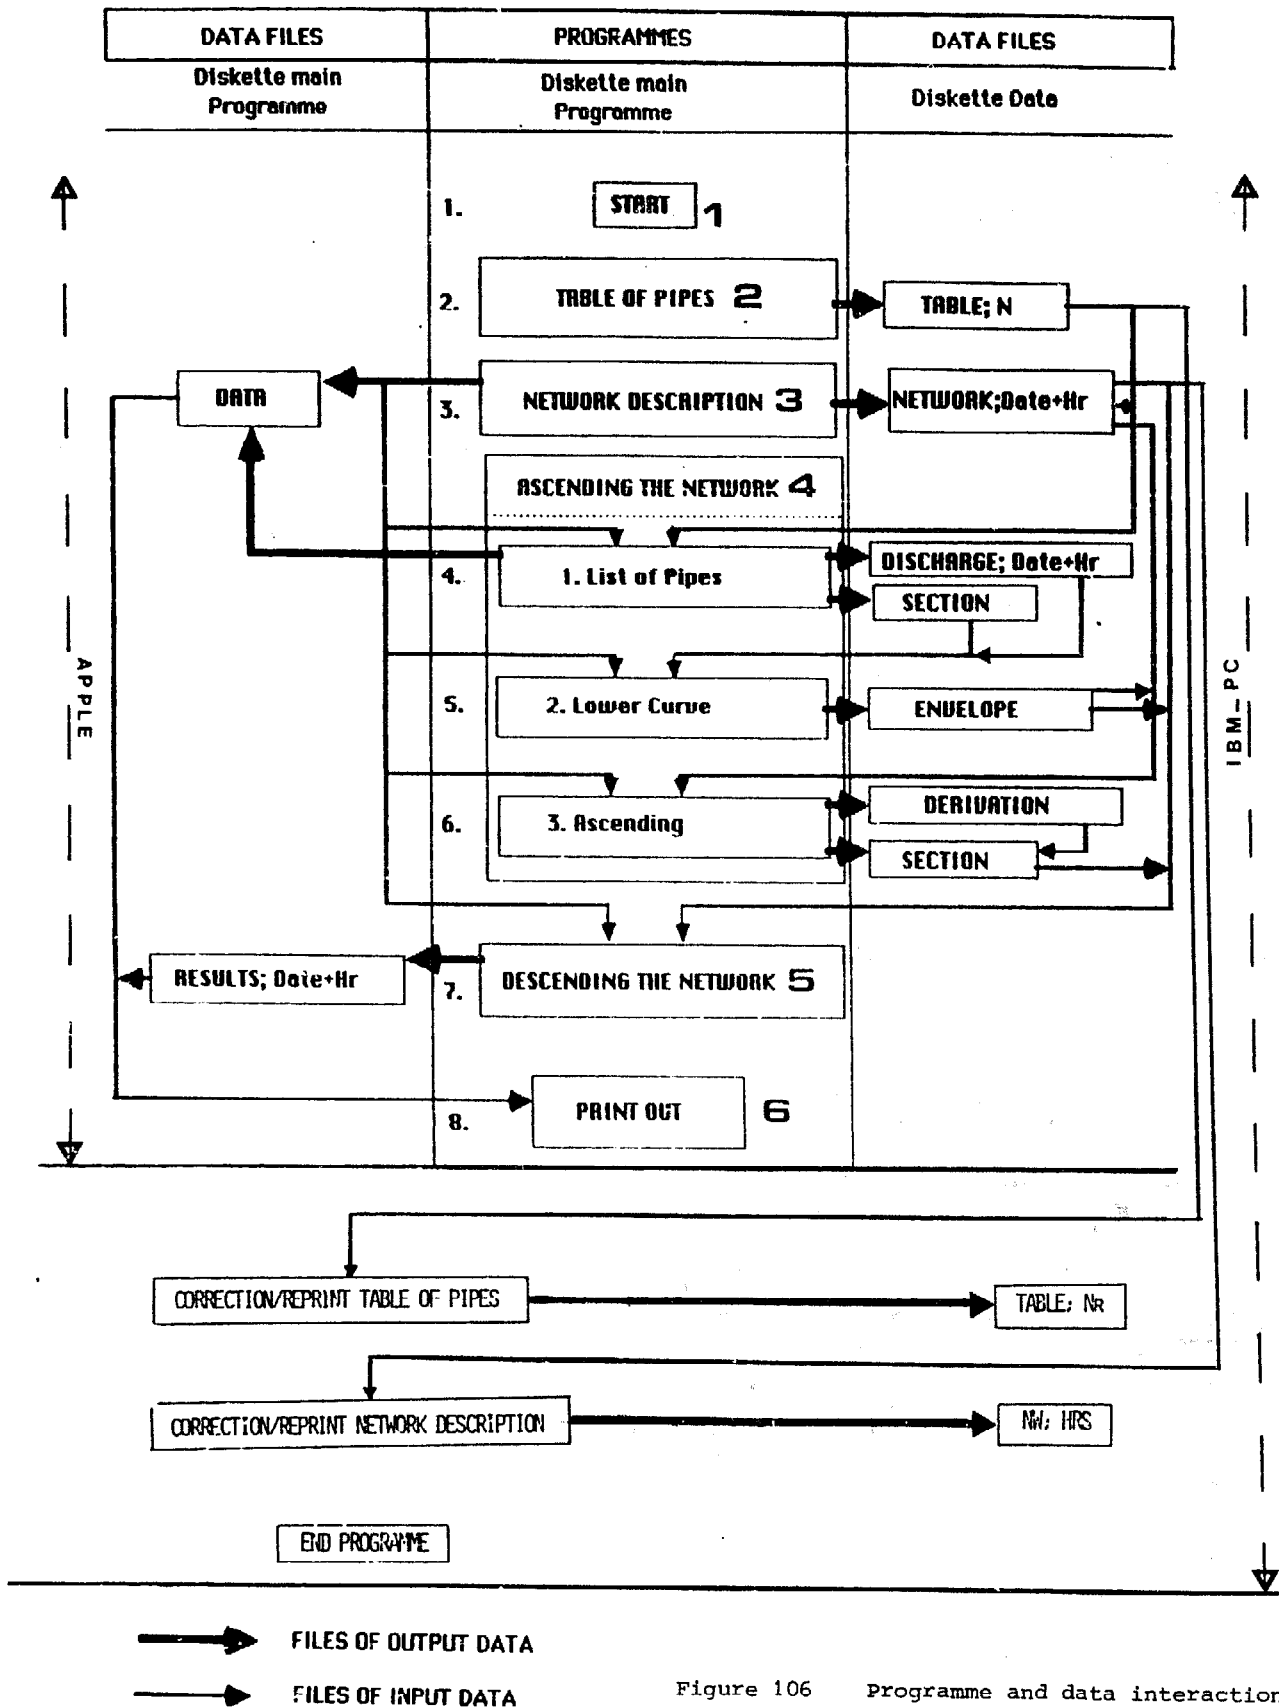 DATA FILES
PROGRAMMES
DATA FILES
Diskette main
Programme
Diskette main
Programme
Diskette Data
1.
START
1
2.
TABLE OF PIPES 2
TABLE; N
DATA
3.
NETWORK DESCRIPTION 3
NETWORK;Date+Hr
ASCENDING THE NETWORK 4
4.
1. List of Pipes
DISCHARGE; Date+Hr
SECTION
APPLE
IBM_PC
5.
2. Lower Curve
ENVELOPE
6.
3. Ascending
DERIVATION
SECTION
RESULTS; Date+Hr
7.
DESCENDING THE NETWORK 5
8.
PRINT OUT
6
CORRECTION/REPRINT TABLE OF PIPES
TABLE; NR
CORRECTION/REPRINT NETWORK DESCRIPTION
NW; HRS
END PROGRAMME
FILES OF OUTPUT DATA
FILES OF INPUT DATA
Figure 106 Programme and data interaction